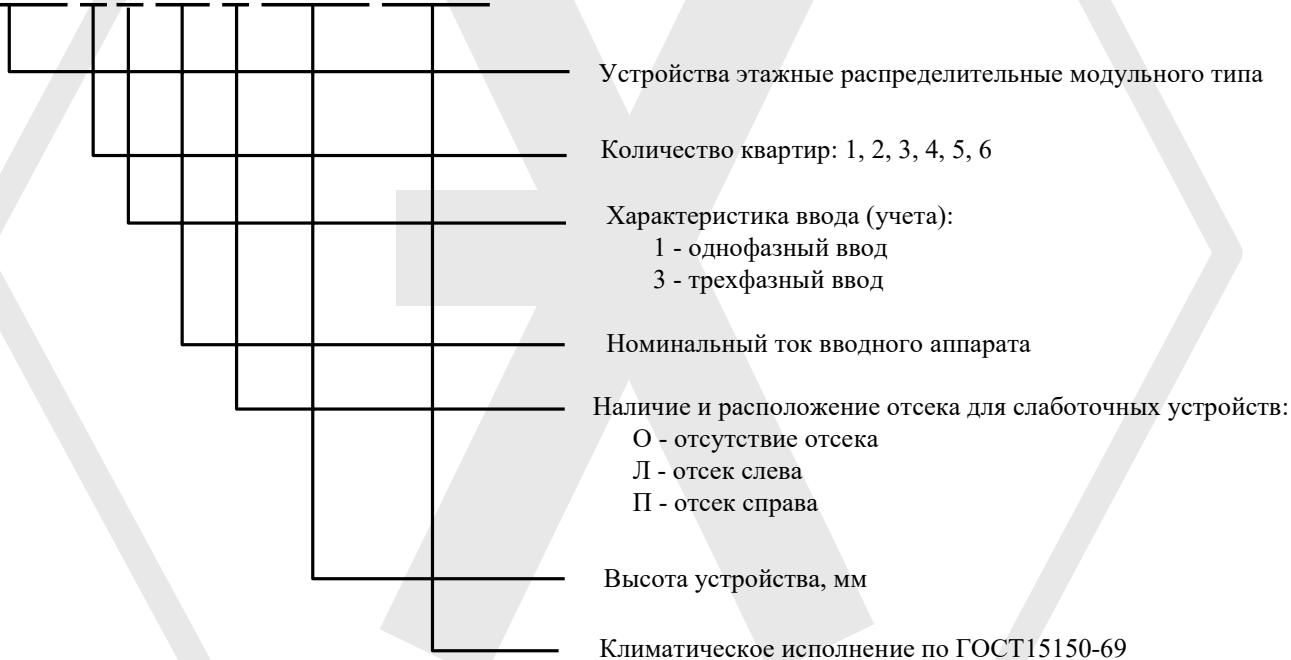 Устройства этажные распределительные модульного типа
Количество квартир: 1, 2, 3, 4, 5, 6
Характеристика ввода (учета):
1 - однофазный ввод
3 - трехфазный ввод
Номинальный ток вводного аппарата
Наличие и расположение отсека для слаботочных устройств:
О - отсутствие отсека
Л - отсек слева
П - отсек справа
Высота устройства, мм
Климатическое исполнение по ГОСТ15150-69